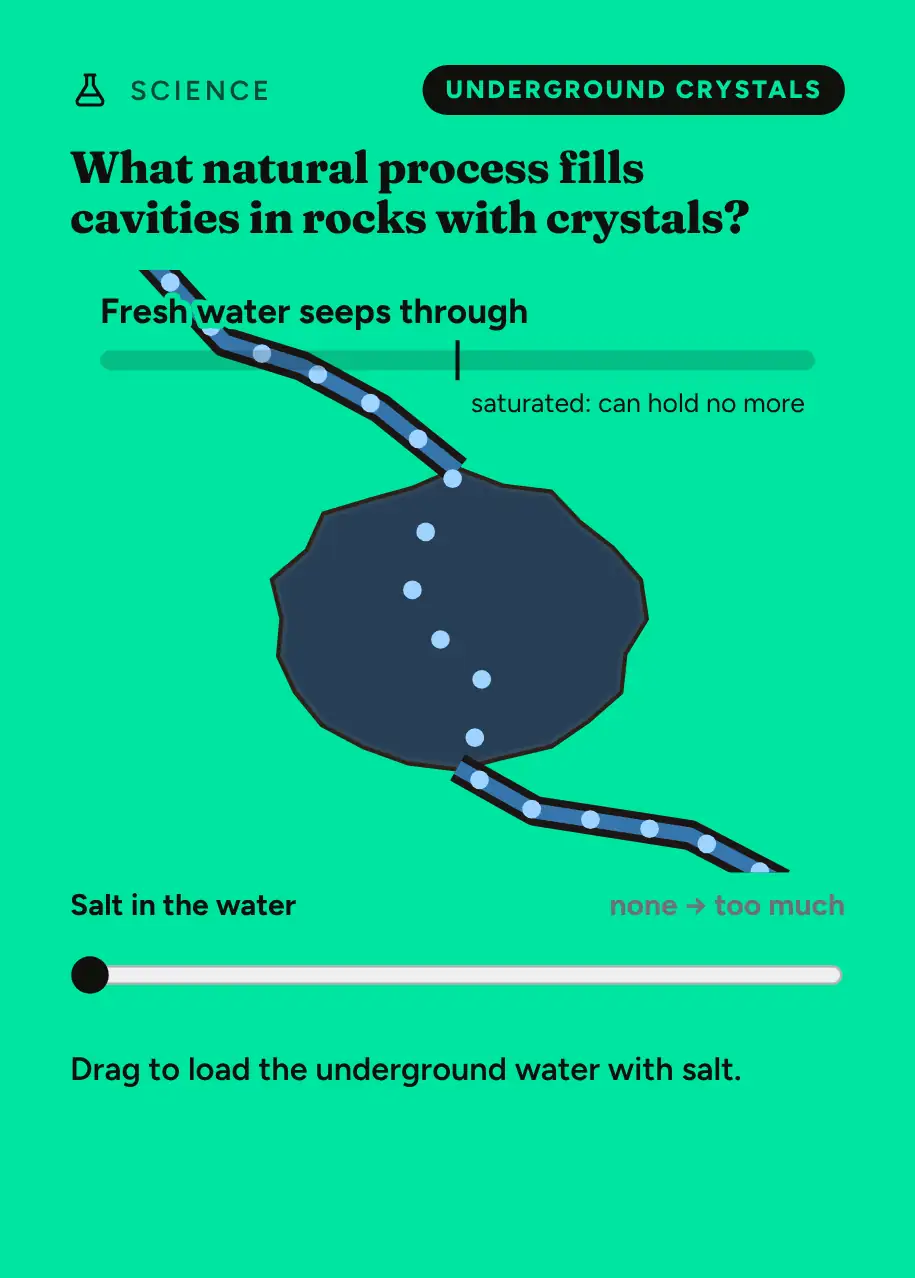 SCIENCE
UNDERGROUND CRYSTALS
What natural process fills
cavities in rocks with crystals?
Fresh water seeps through
saturated: can hold no more
Salt in the water
none → too much
Drag to load the underground water with salt.